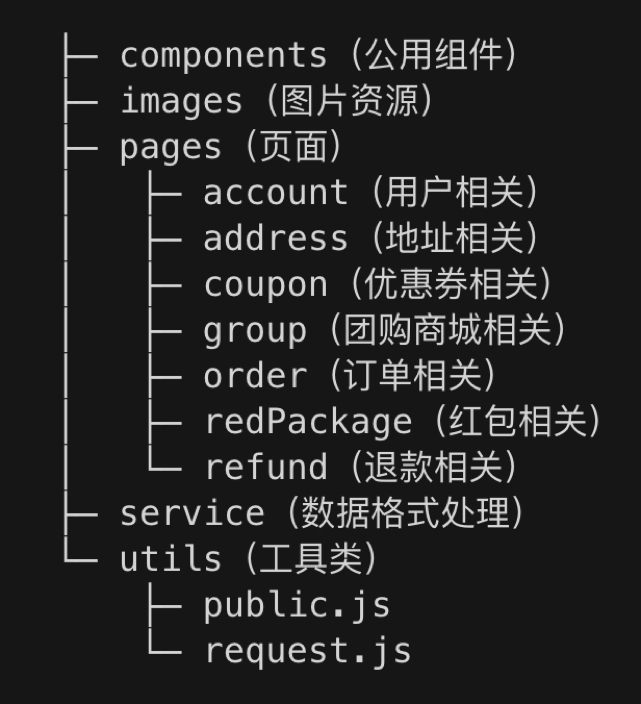 ├─ components (公用组件)
├─ images (图片资源)
├─ pages (页面)
│   ├─ account (用户相关)
│   ├─ address (地址相关)
│   ├─ coupon (优惠券相关)
│   ├─ group (团购商城相关)
│   ├─ order (订单相关)
│   ├─ redPackage (红包相关)
│   └─ refund (退款相关)
├─ service (数据格式处理)
└─ utils (工具类)
    ├─ public.js
    └─ request.js